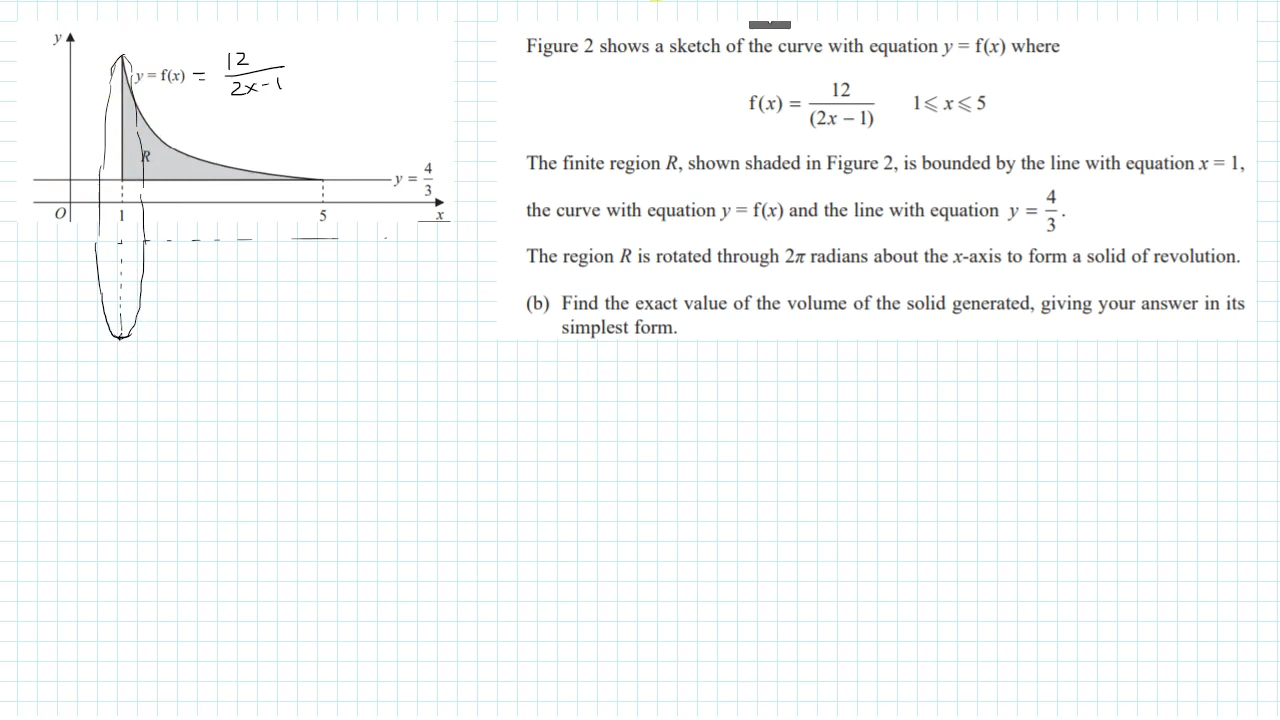 y
y = f(x) = 12 / 2x-1
R
y = 4/3
O 1 5 x
Figure 2 shows a sketch of the curve with equation y = f(x) where
f(x) = 12 / (2x − 1)   1 ⩽ x ⩽ 5
The finite region R, shown shaded in Figure 2, is bounded by the line with equation x = 1,
the curve with equation y = f(x) and the line with equation y = 4/3.
The region R is rotated through 2π radians about the x-axis to form a solid of revolution.
(b) Find the exact value of the volume of the solid generated, giving your answer in its
simplest form.